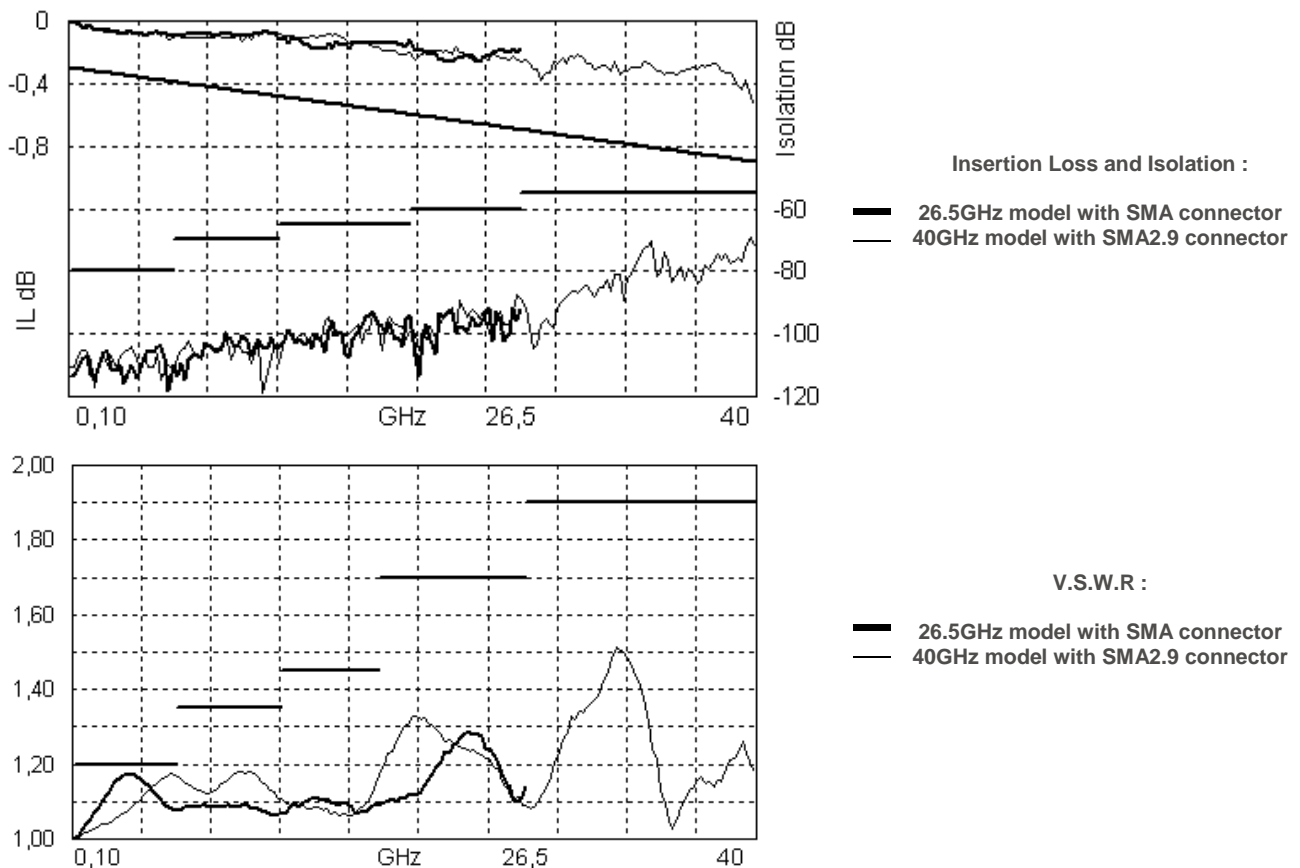 0
-0,4
-0,8
IL dB
Isolation dB
-60
-80
-100
-120
0,10 GHz 26,5 40
Insertion Loss and Isolation :
26.5GHz model with SMA connector
40GHz model with SMA2.9 connector
2,00
1,80
1,60
1,40
1,20
1,00
0,10 GHz 26,5 40
V.S.W.R :
26.5GHz model with SMA connector
40GHz model with SMA2.9 connector